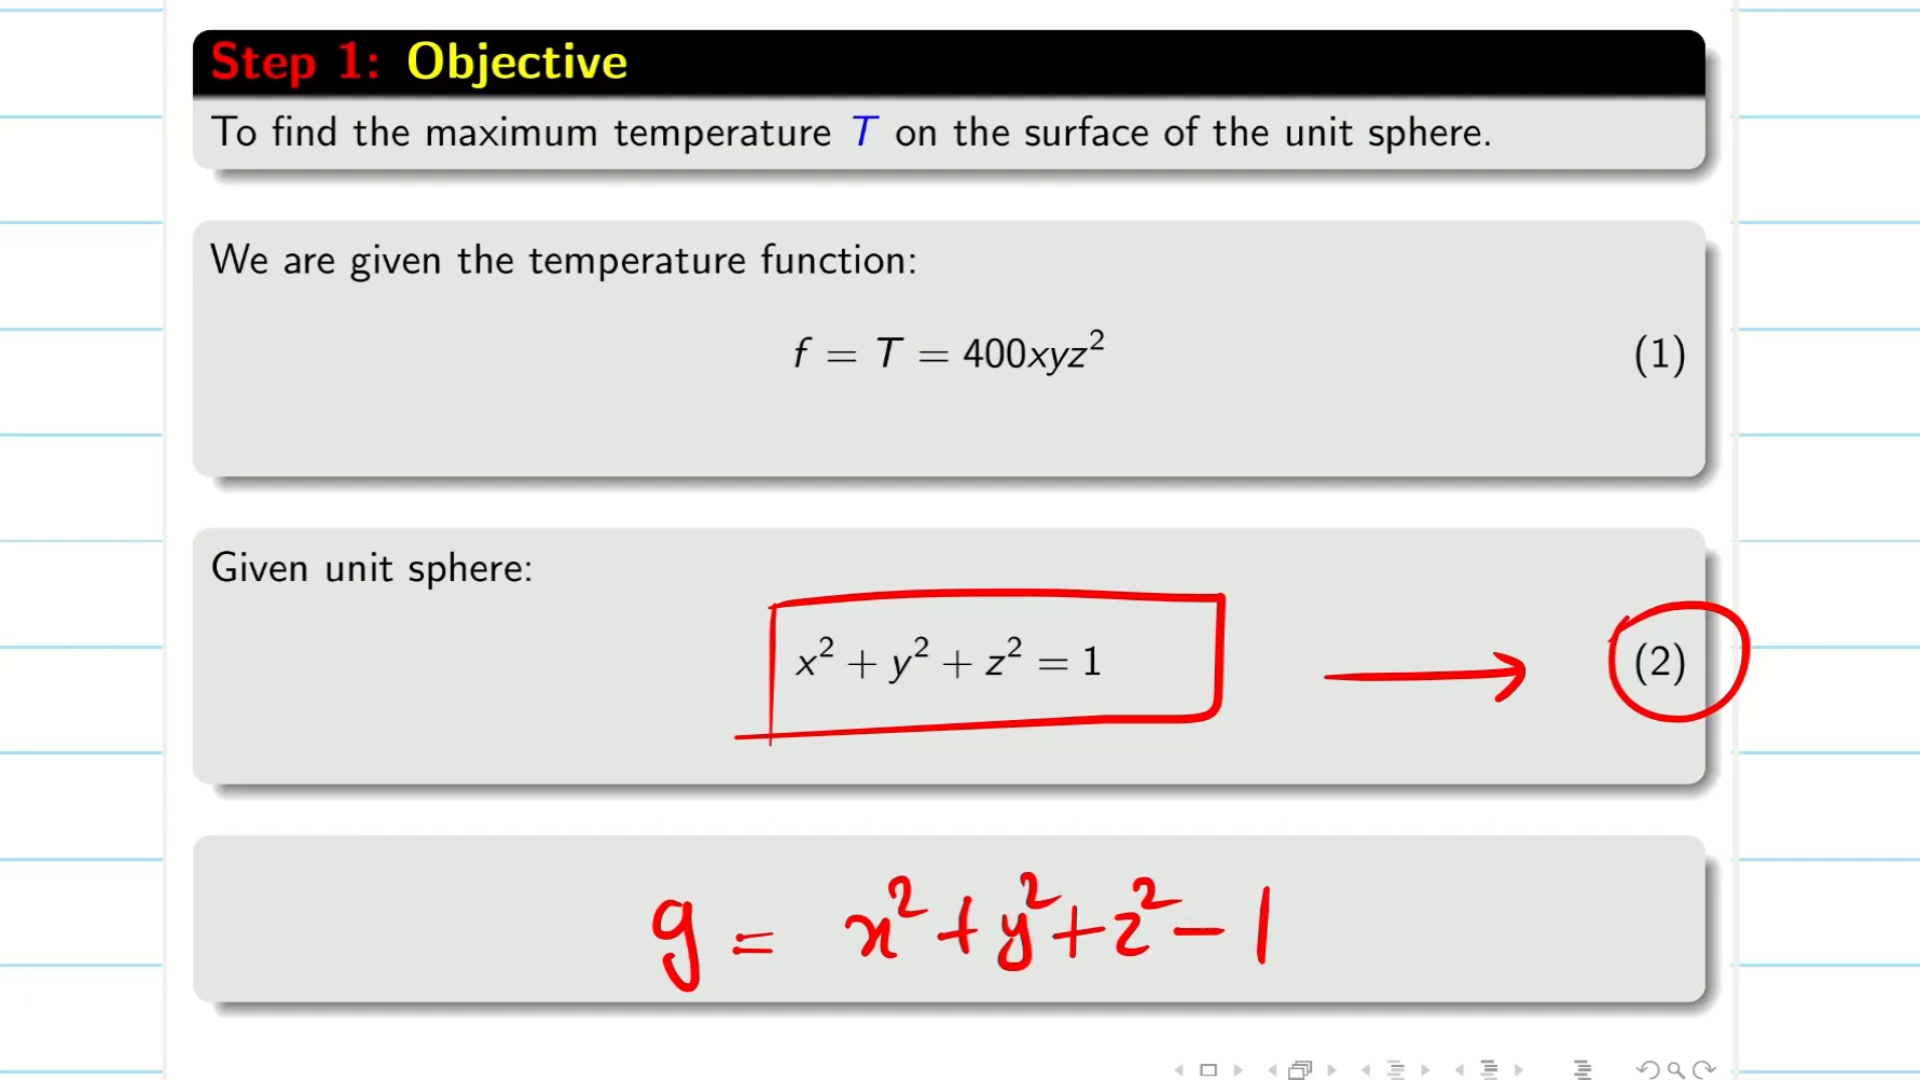 Step 1: Objective
To find the maximum temperature T on the surface of the unit sphere.
We are given the temperature function:
f = T = 400xyz² (1)
Given unit sphere:
x² + y² + z² = 1 (2)
g = x² + y² + z² − 1